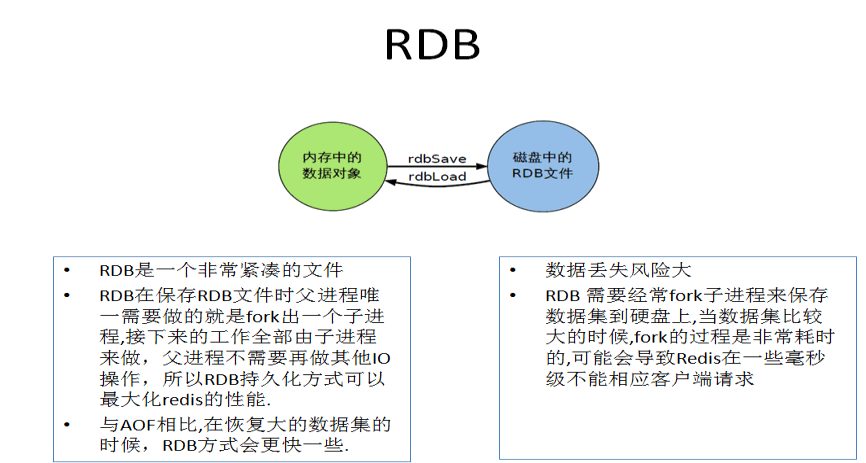 RDB
内存中的
数据对象
rdbSave
rdbLoad
磁盘中的
RDB文件
• RDB是一个非常紧凑的文件
• RDB在保存RDB文件时父进程唯
一需要做的就是fork出一个子进
程,接下来的工作全部由子进程
来做，父进程不需要再做其他IO
操作，所以RDB持久化方式可以
最大化redis的性能.
• 与AOF相比,在恢复大的数据集的
时候，RDB方式会更快一些.
• 数据丢失风险大
• RDB 需要经常fork子进程来保存
数据集到硬盘上,当数据集比较
大的时候,fork的过程是非常耗时
的,可能会导致Redis在一些毫秒
级不能相应客户端请求